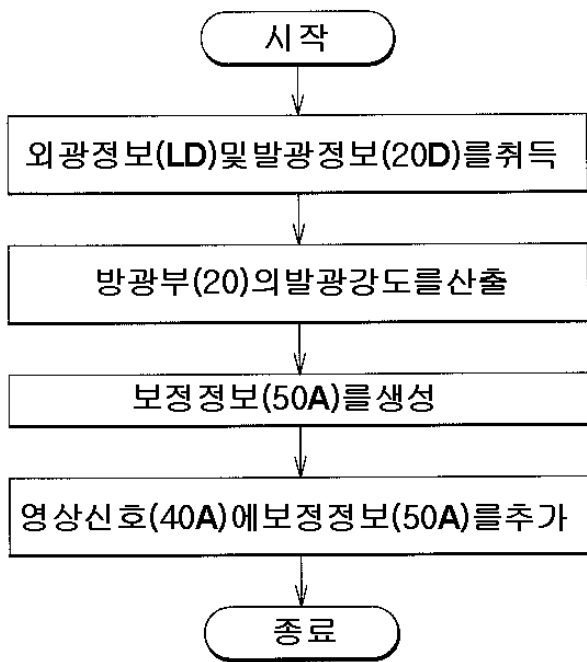 시작
외광정보(LD)및발광정보(20D)를취득
방광부(20)의발광강도를산출
보정정보(50A)를생성
영상신호(40A)에보정정보(50A)를추가
종료